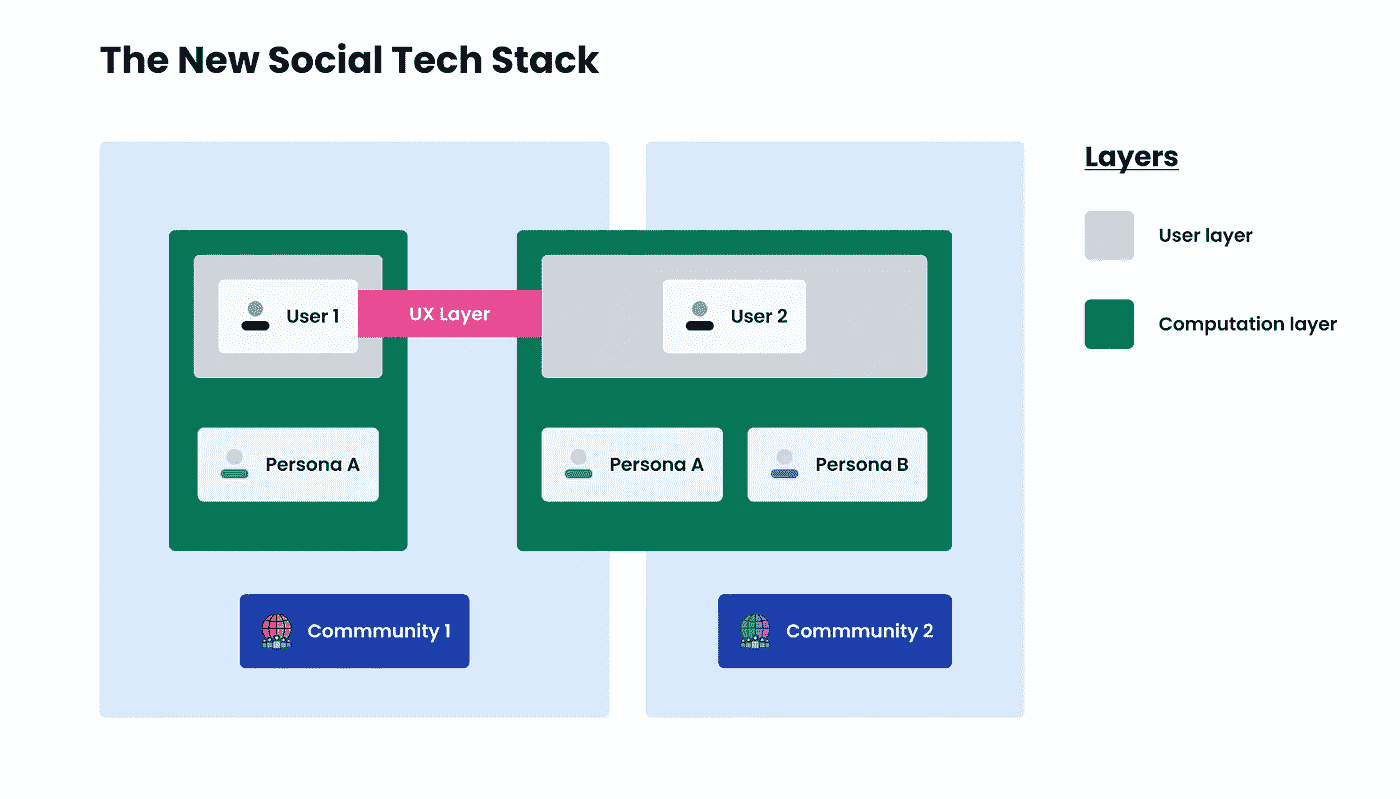 The New Social Tech Stack
Layers
User layer
Computation layer
User 1
UX Layer
User 2
Persona A
Persona A
Persona B
Commmunity 1
Commmunity 2